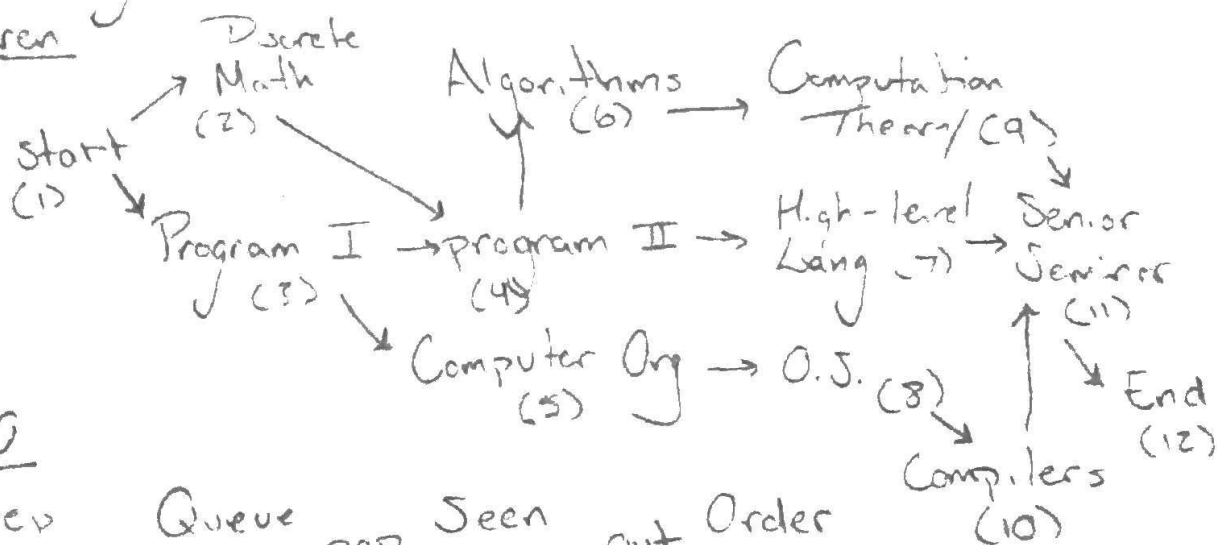 Discrete
Math
(2)
Algorithms
(6)
Computation
Theory (9)
start
(1)
Program I
(3)
program II
(4)
High-level
Lang (7)
Senior
(11)
Computer Org
(5)
O.S. (8)
End
(12)
Compilers
(10)
Queue Seen out Order